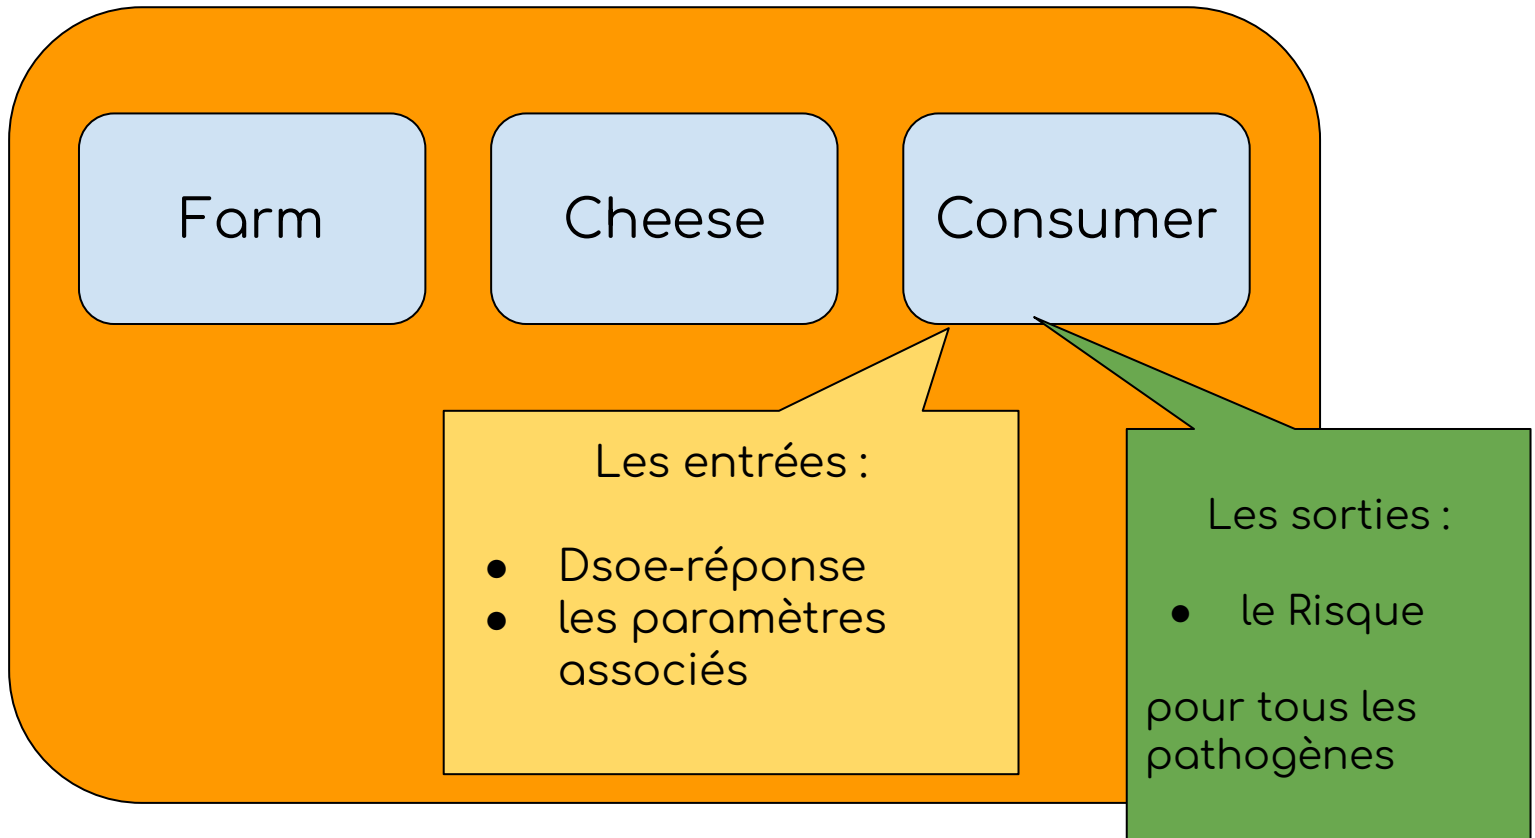 Farm
Cheese
Consumer
Les entrées :
● Dsoe-réponse
● les paramètres
associés
Les sorties :
● le Risque
pour tous les
pathogènes